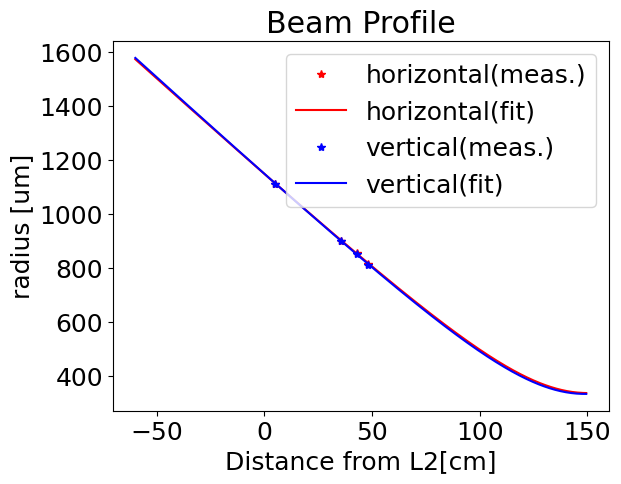 Beam Profile
horizontal(meas.)
horizontal(fit)
vertical(meas.)
vertical(fit)
radius [um]
1600
1400
1200
1000
800
600
400
−50
0
50
100
150
Distance from L2[cm]